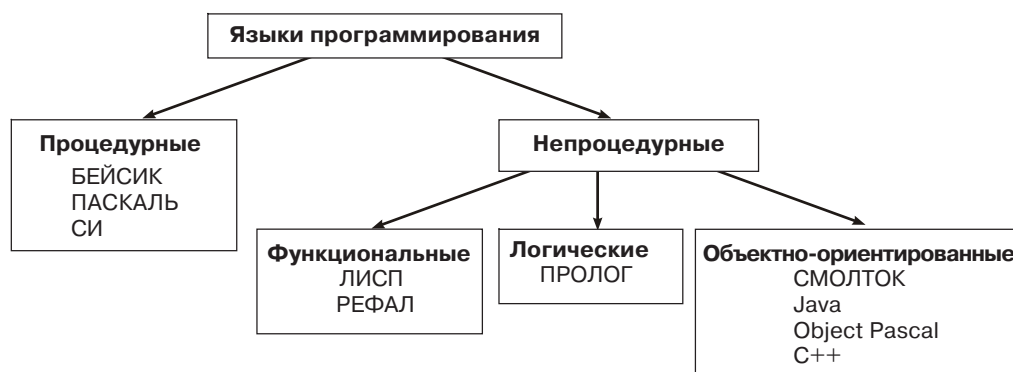 Языки программирования
Процедурные
БЕЙСИК
ПАСКАЛЬ
СИ
Непроцедурные
Функциональные
ЛИСП
РЕФАЛ
Логические
ПРОЛОГ
Объектно-ориентированные
СМОЛТОК
Java
Object Pascal
C++